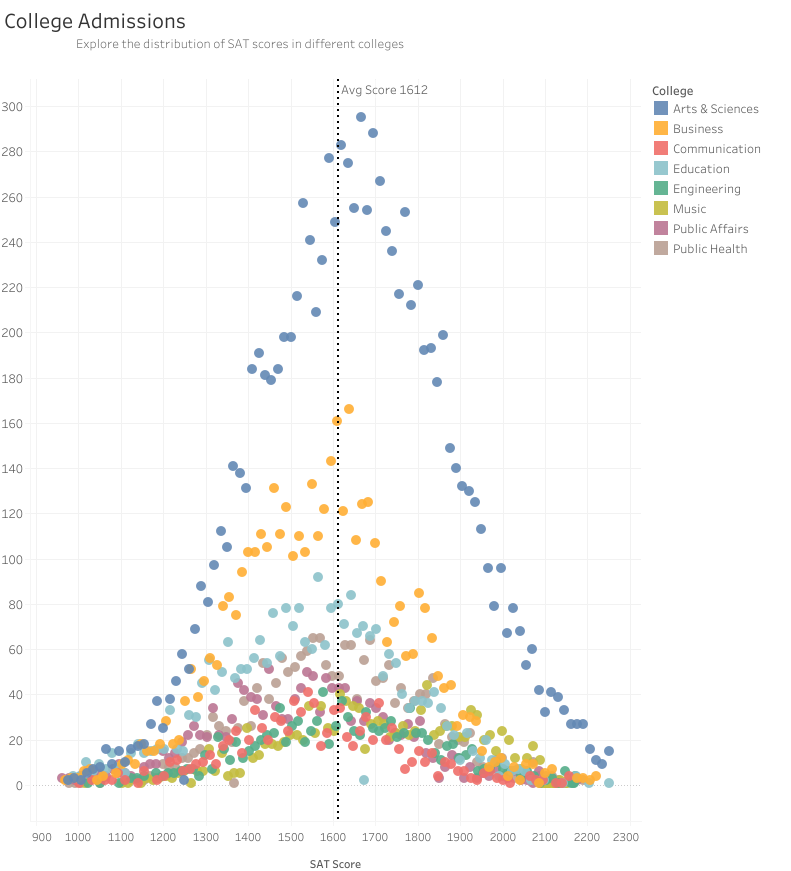 College Admissions
Explore the distribution of SAT scores in different colleges
Avg Score 1612
College
Arts & Sciences
Business
Communication
Education
Engineering
Music
Public Affairs
Public Health
300
280
260
240
220
200
180
160
140
120
100
80
60
40
20
0
900 1000 1100 1200 1300 1400 1500 1600 1700 1800 1900 2000 2100 2200 2300
SAT Score